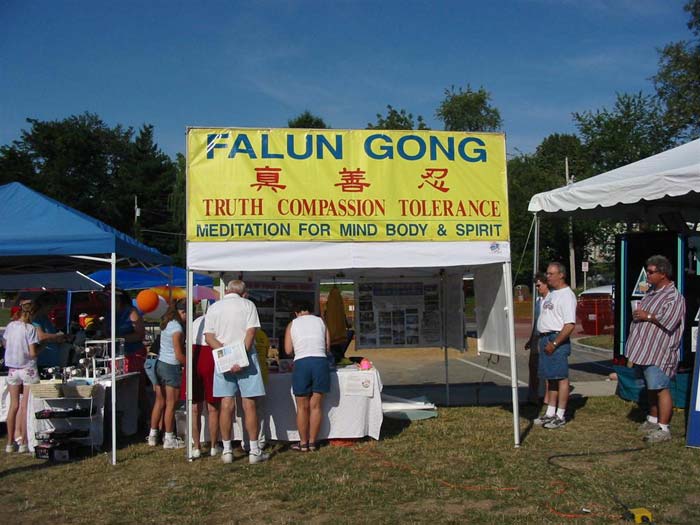 FALUN GONG
真 善 忍
TRUTH COMPASSION TOLERANCE
MEDITATION FOR MIND BODY & SPIRIT